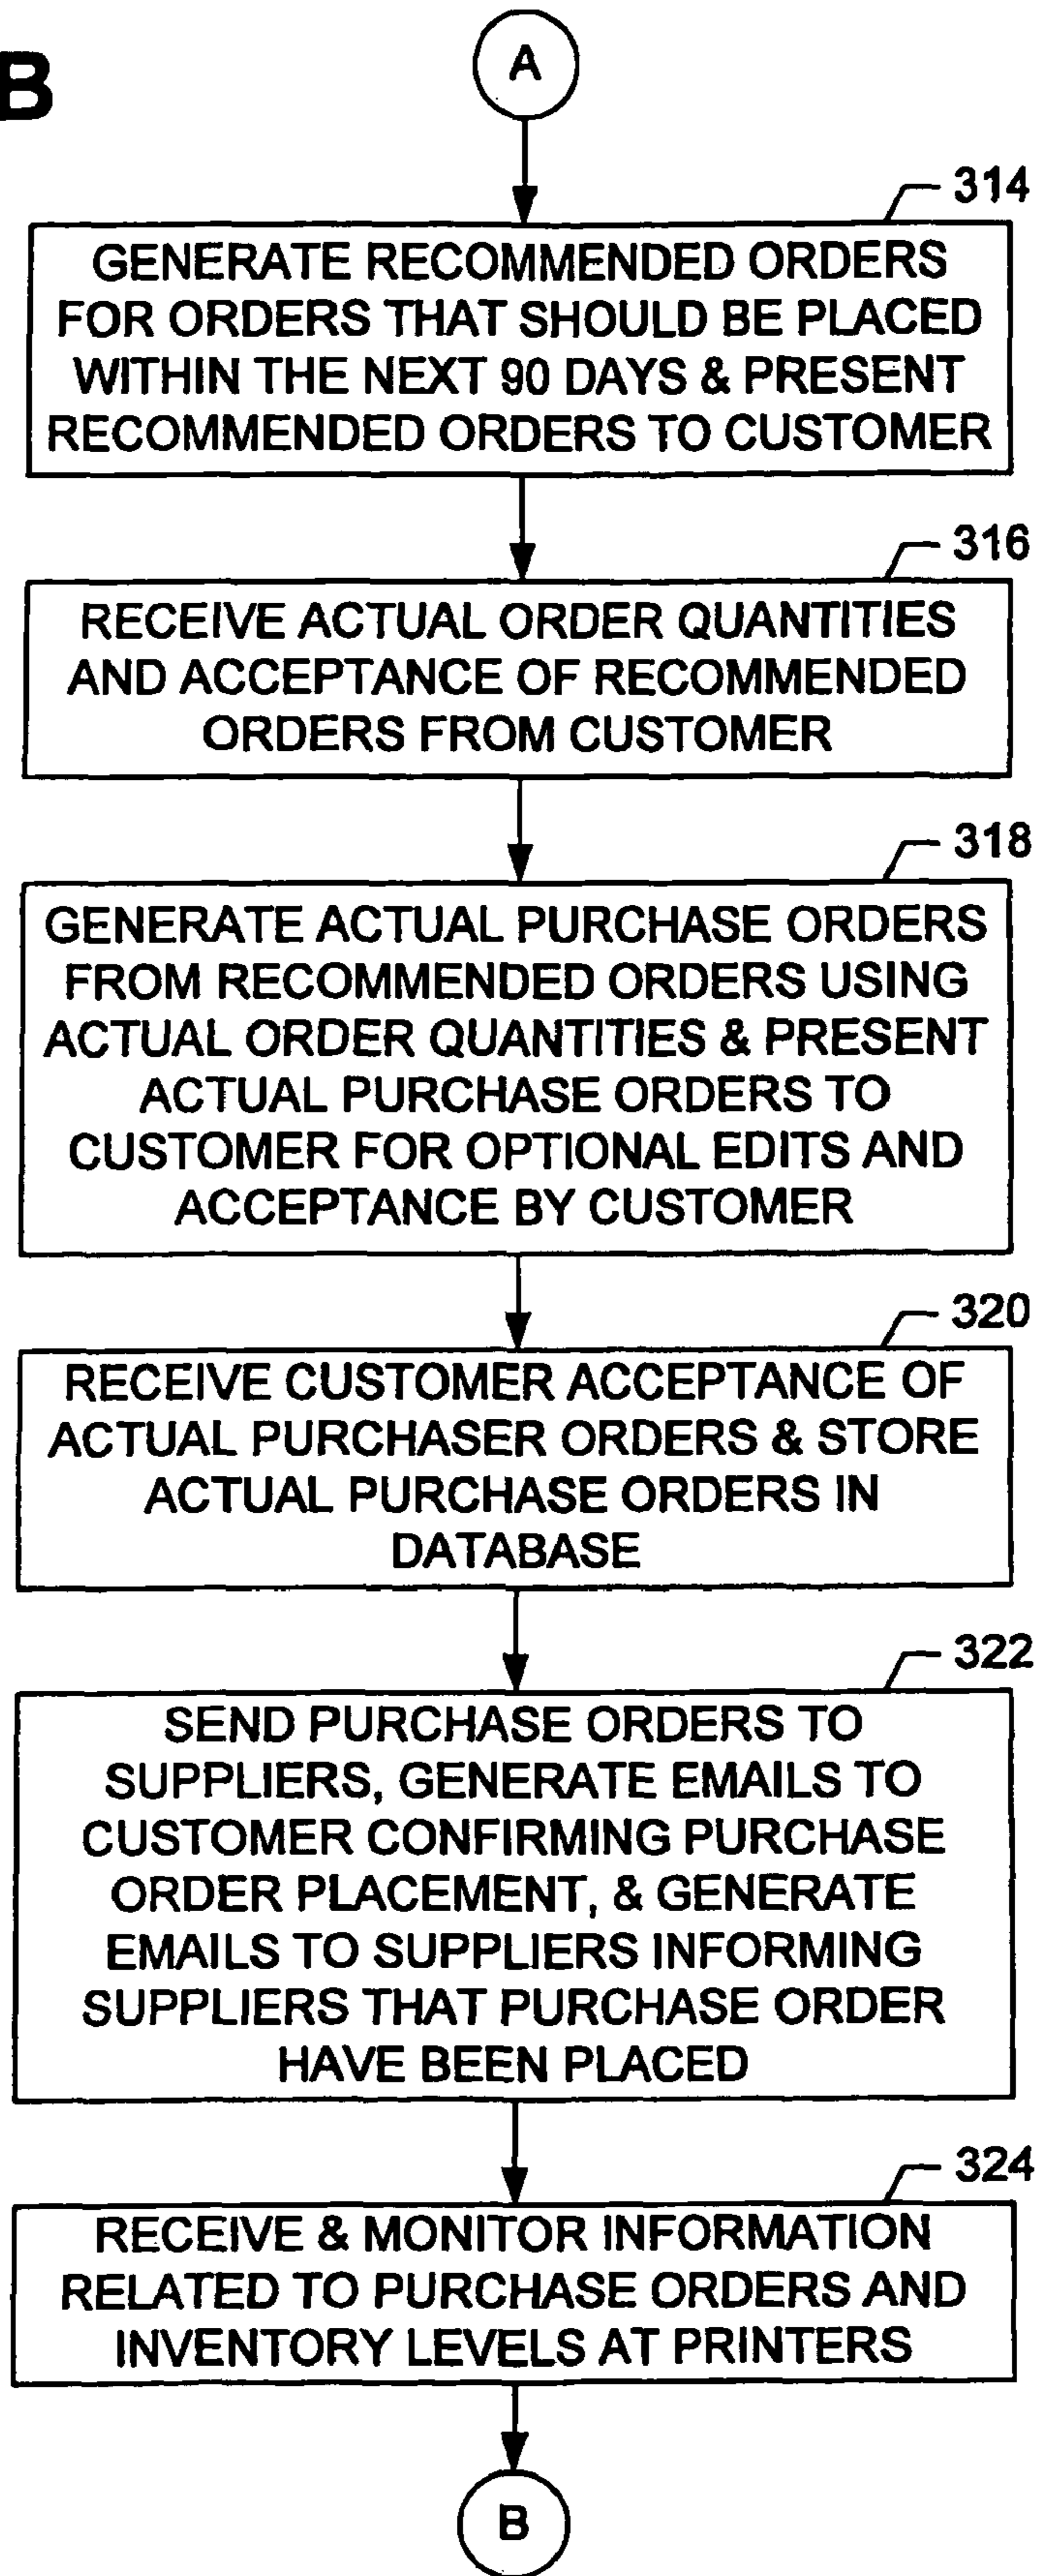 B
A
314
GENERATE RECOMMENDED ORDERS
FOR ORDERS THAT SHOULD BE PLACED
WITHIN THE NEXT 90 DAYS & PRESENT
RECOMMENDED ORDERS TO CUSTOMER
316
RECEIVE ACTUAL ORDER QUANTITIES
AND ACCEPTANCE OF RECOMMENDED
ORDERS FROM CUSTOMER
318
GENERATE ACTUAL PURCHASE ORDERS
FROM RECOMMENDED ORDERS USING
ACTUAL ORDER QUANTITIES & PRESENT
ACTUAL PURCHASE ORDERS TO
CUSTOMER FOR OPTIONAL EDITS AND
ACCEPTANCE BY CUSTOMER
320
RECEIVE CUSTOMER ACCEPTANCE OF
ACTUAL PURCHASER ORDERS & STORE
ACTUAL PURCHASE ORDERS IN
DATABASE
322
SEND PURCHASE ORDERS TO
SUPPLIERS, GENERATE EMAILS TO
CUSTOMER CONFIRMING PURCHASE
ORDER PLACEMENT, & GENERATE
EMAILS TO SUPPLIERS INFORMING
SUPPLIERS THAT PURCHASE ORDER
HAVE BEEN PLACED
324
RECEIVE & MONITOR INFORMATION
RELATED TO PURCHASE ORDERS AND
INVENTORY LEVELS AT PRINTERS
B